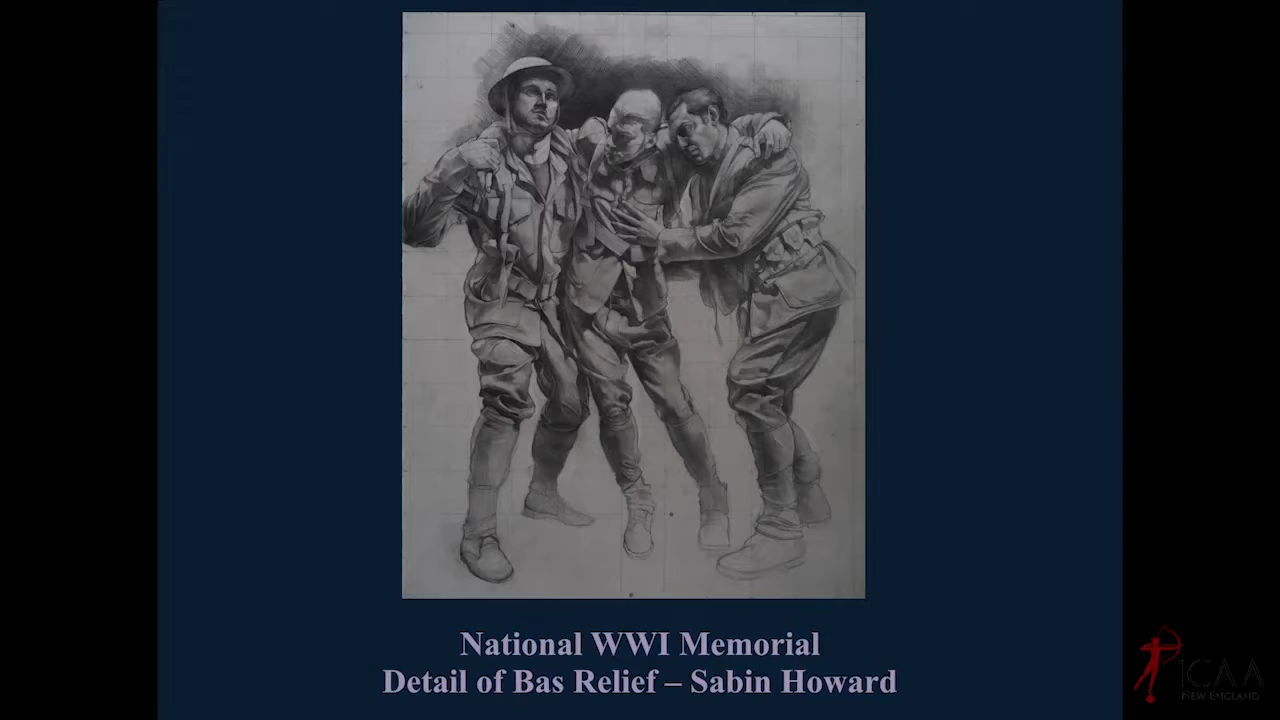 National WWI Memorial
Detail of Bas Relief – Sabin Howard
ICAA
NEW ENGLAND